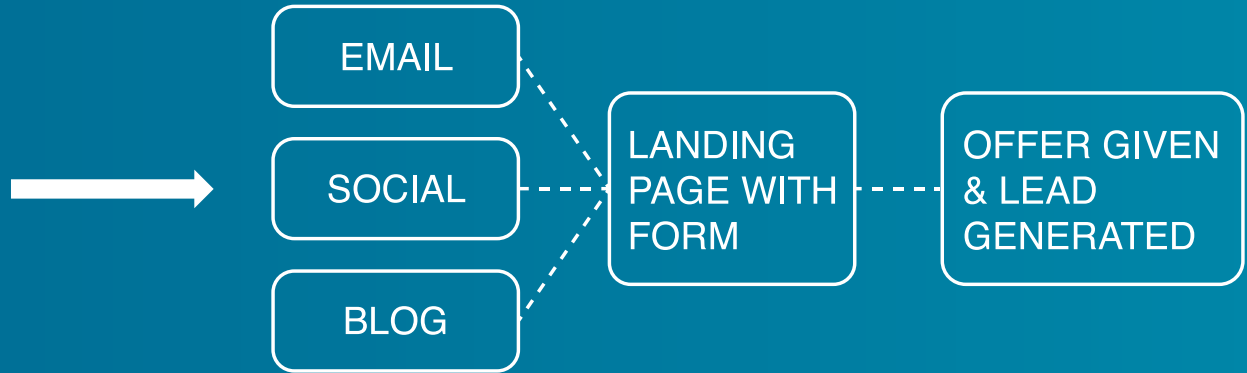 EMAIL
SOCIAL
BLOG
LANDING
PAGE WITH
FORM
OFFER GIVEN
& LEAD
GENERATED